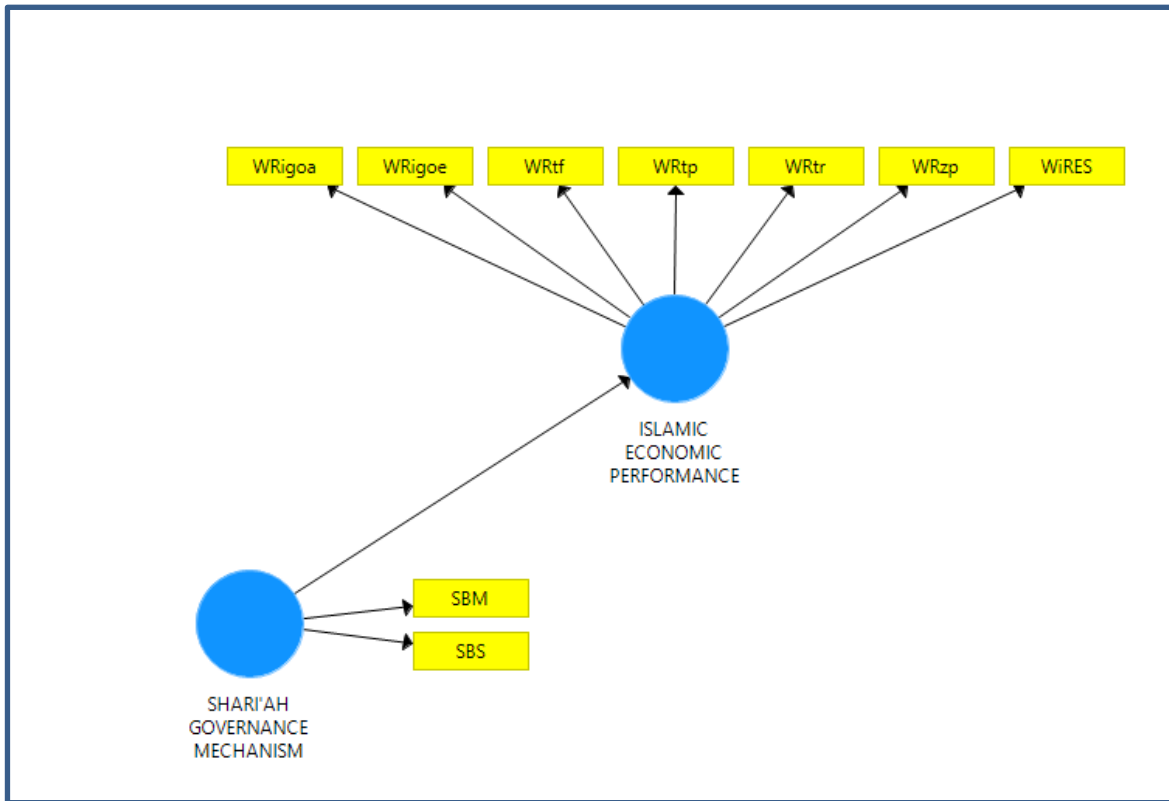 WRigoa WRigoe WRtf WRtp WRtr WRzp WiRES
ISLAMIC
ECONOMIC
PERFORMANCE
SBM
SBS
SHARI'AH
GOVERNANCE
MECHANISM